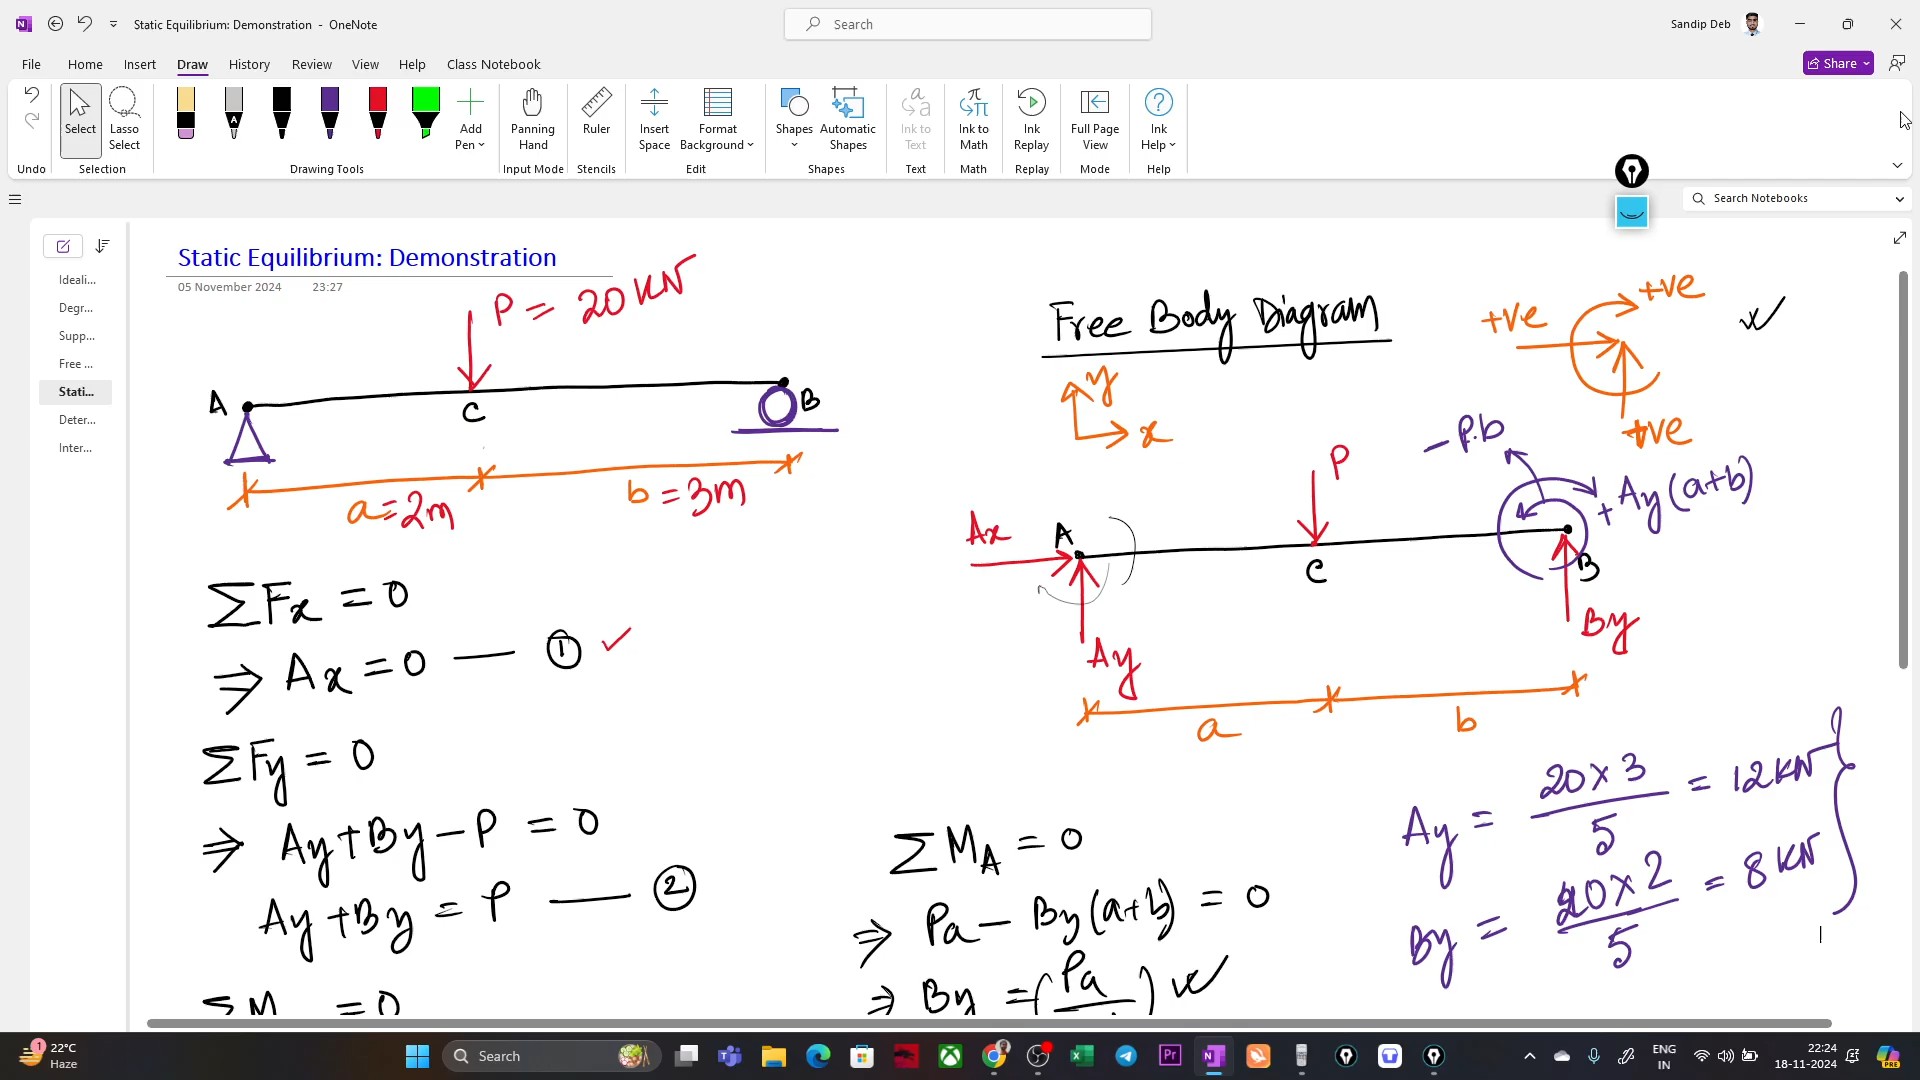 Static Equilibrium: Demonstration - OneNote
Search
Sandip Deb
File Home Insert Draw History Review View Help Class Notebook
Share
Select
Lasso Select
Add Pen
Panning Hand
Ruler
Insert Space
Format Background
Shapes
Automatic Shapes
Ink to Text
Ink to Math
Ink Replay
Full Page View
Ink Help
Undo Selection Drawing Tools Input Mode Stencils Edit Shapes Text Math Replay Mode Help
Search Notebooks
Ideali...
Degr...
Supp...
Free ...
Stati...
Deter...
Inter...
Static Equilibrium: Demonstration
05 November 2024 23:27
P = 20 KN
A
C
B
a = 2m
b = 3m
ΣFx = 0
⇒ Ax = 0 — ①
ΣFy = 0
⇒ Ay + By - P = 0
Ay + By = P — ②
ΣM = 0
Free Body Diagram
+ve
+ve
+ve
y
x
P
- P.b
+ Ay (a+b)
Ax
A
C
B
Ay
By
a
b
ΣMA = 0
⇒ Pa - By (a+b) = 0
⇒ By = (Pa )
Ay = 20 x 3 / 5 = 12 KN
By = 20 x 2 / 5 = 8 KN
1
22°C
Haze
Search
ENG
IN
22:24
18-11-2024